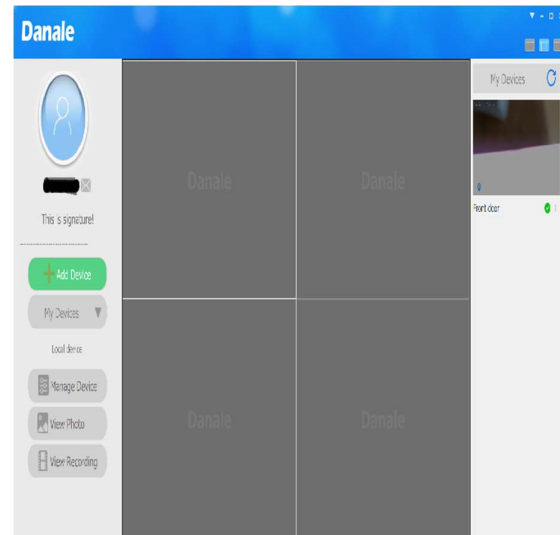 Danale
My Devices
Danale
Danale
Front door
This is signature!
Add Device
My Devices
Local device
Manage Device
View Photo
View Recording
Danale
Danale